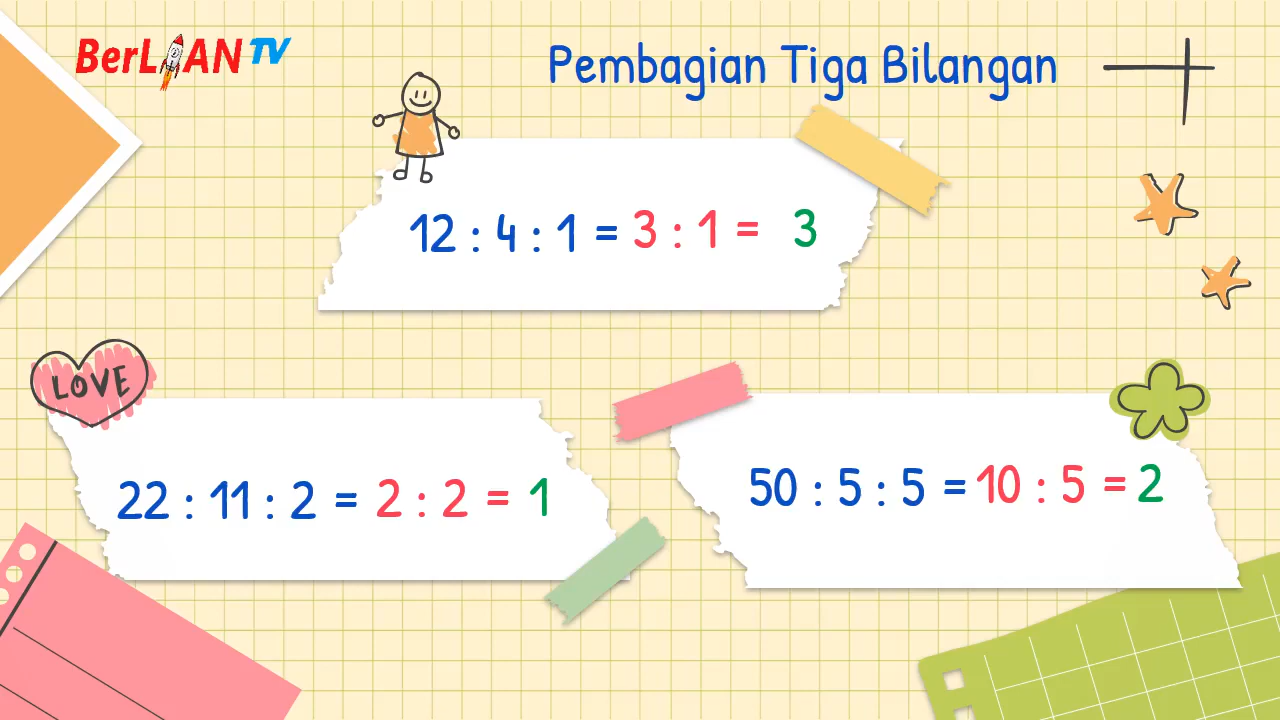 BerLIAN TV
Pembagian Tiga Bilangan
12 : 4 : 1 = 3 : 1 = 3
LOVE
22 : 11 : 2 = 2 : 2 = 1
50 : 5 : 5 = 10 : 5 = 2